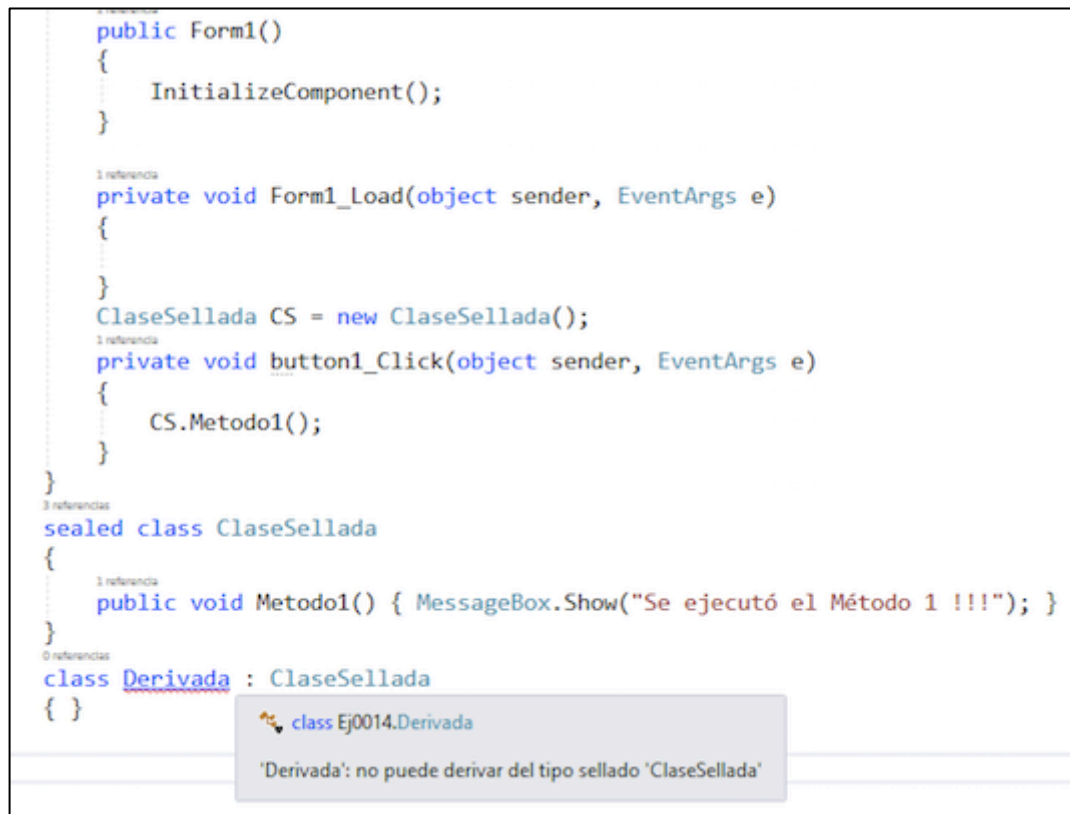 public Form1()
{
InitializeComponent();
}
1 referencia
private void Form1_Load(object sender, EventArgs e)
{
}
ClaseSellada CS = new ClaseSellada();
1 referencia
private void button1_Click(object sender, EventArgs e)
{
CS.Metodo1();
}
}
3 referencias
sealed class ClaseSellada
{
1 referencia
public void Metodo1() { MessageBox.Show("Se ejecutó el Método 1 !!!"); }
}
0 referencias
class Derivada : ClaseSellada
{ }
class Ej0014.Derivada
'Derivada': no puede derivar del tipo sellado 'ClaseSellada'